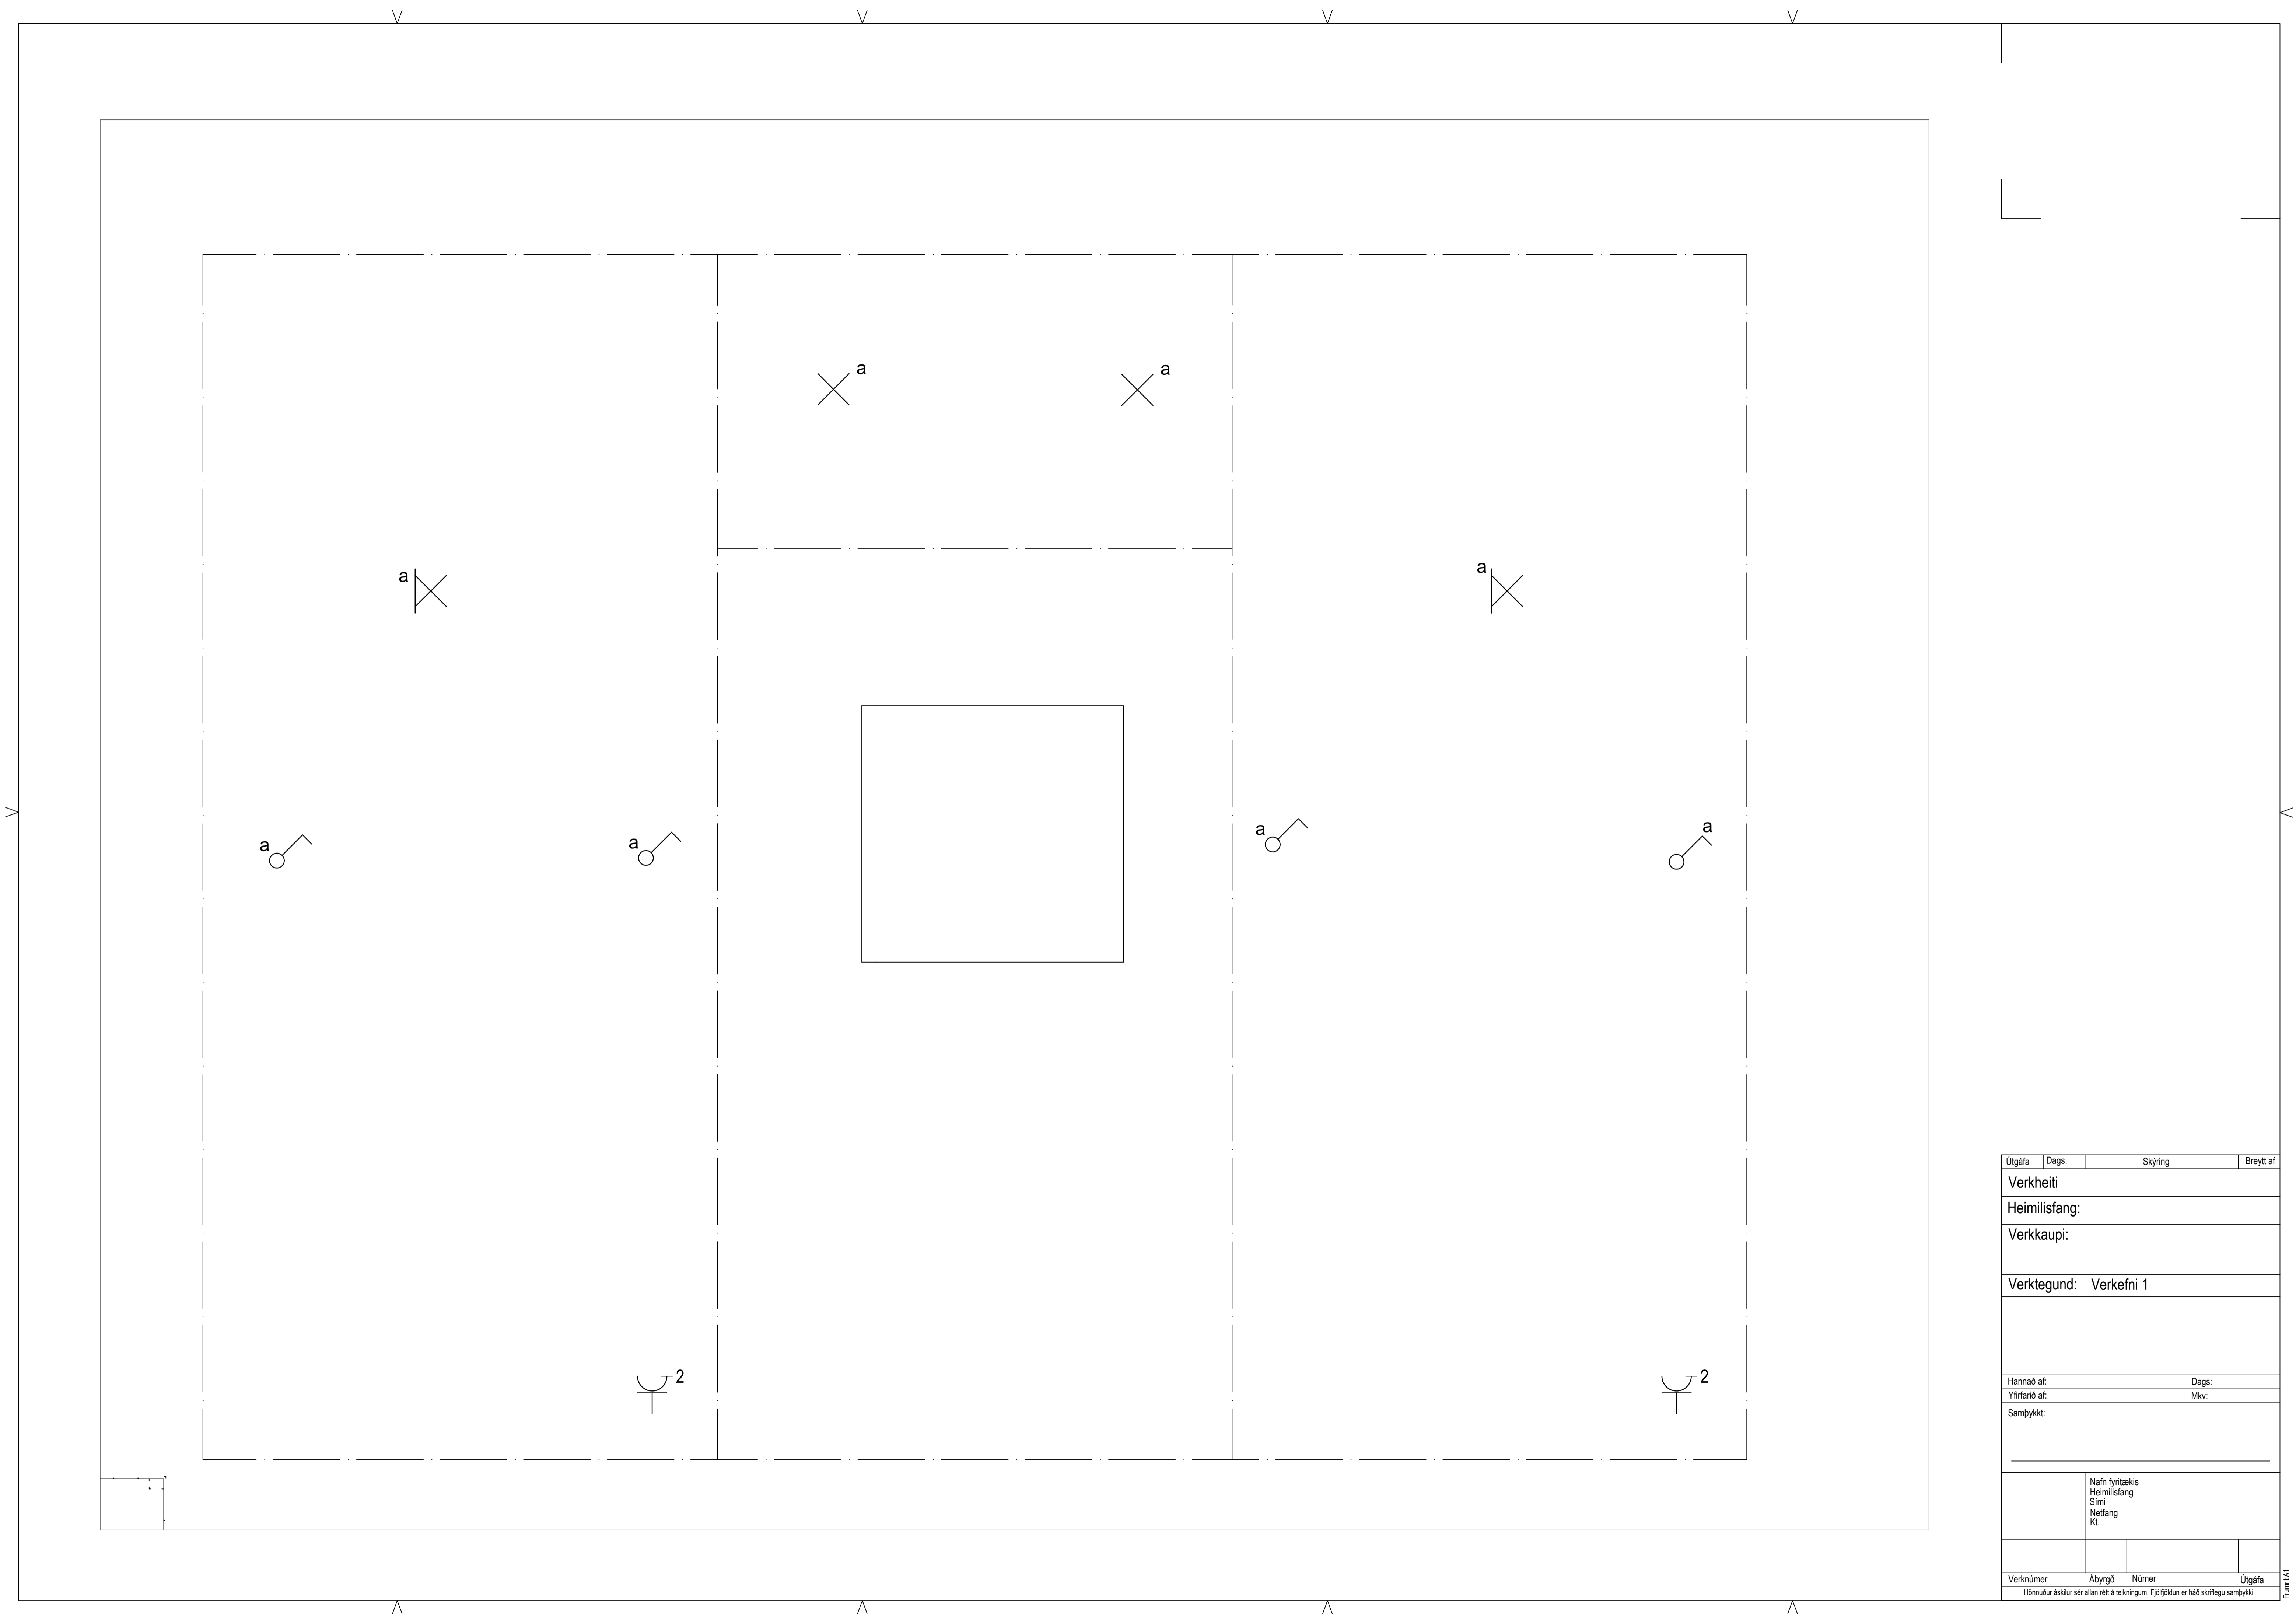 a
a
a
a
a
a
a
a
2
2
Útgáfa Dags. Skýring Breytt af
Verkheiti
Heimilisfang:
Verkkaupi:
Verktegund: Verkefni 1
Hannað af: Dags:
Yfirfarið af: Mkv:
Samþykkt:
Nafn fyritækis
Heimilisfang
Sími
Netfang
Kt.
Verknúmer Ábyrgð Númer Útgáfa
Hönnuður áskilur sér allan rétt á teikningum. Fjölfjöldun er háð skriflegu samþykki
Frumrit A1